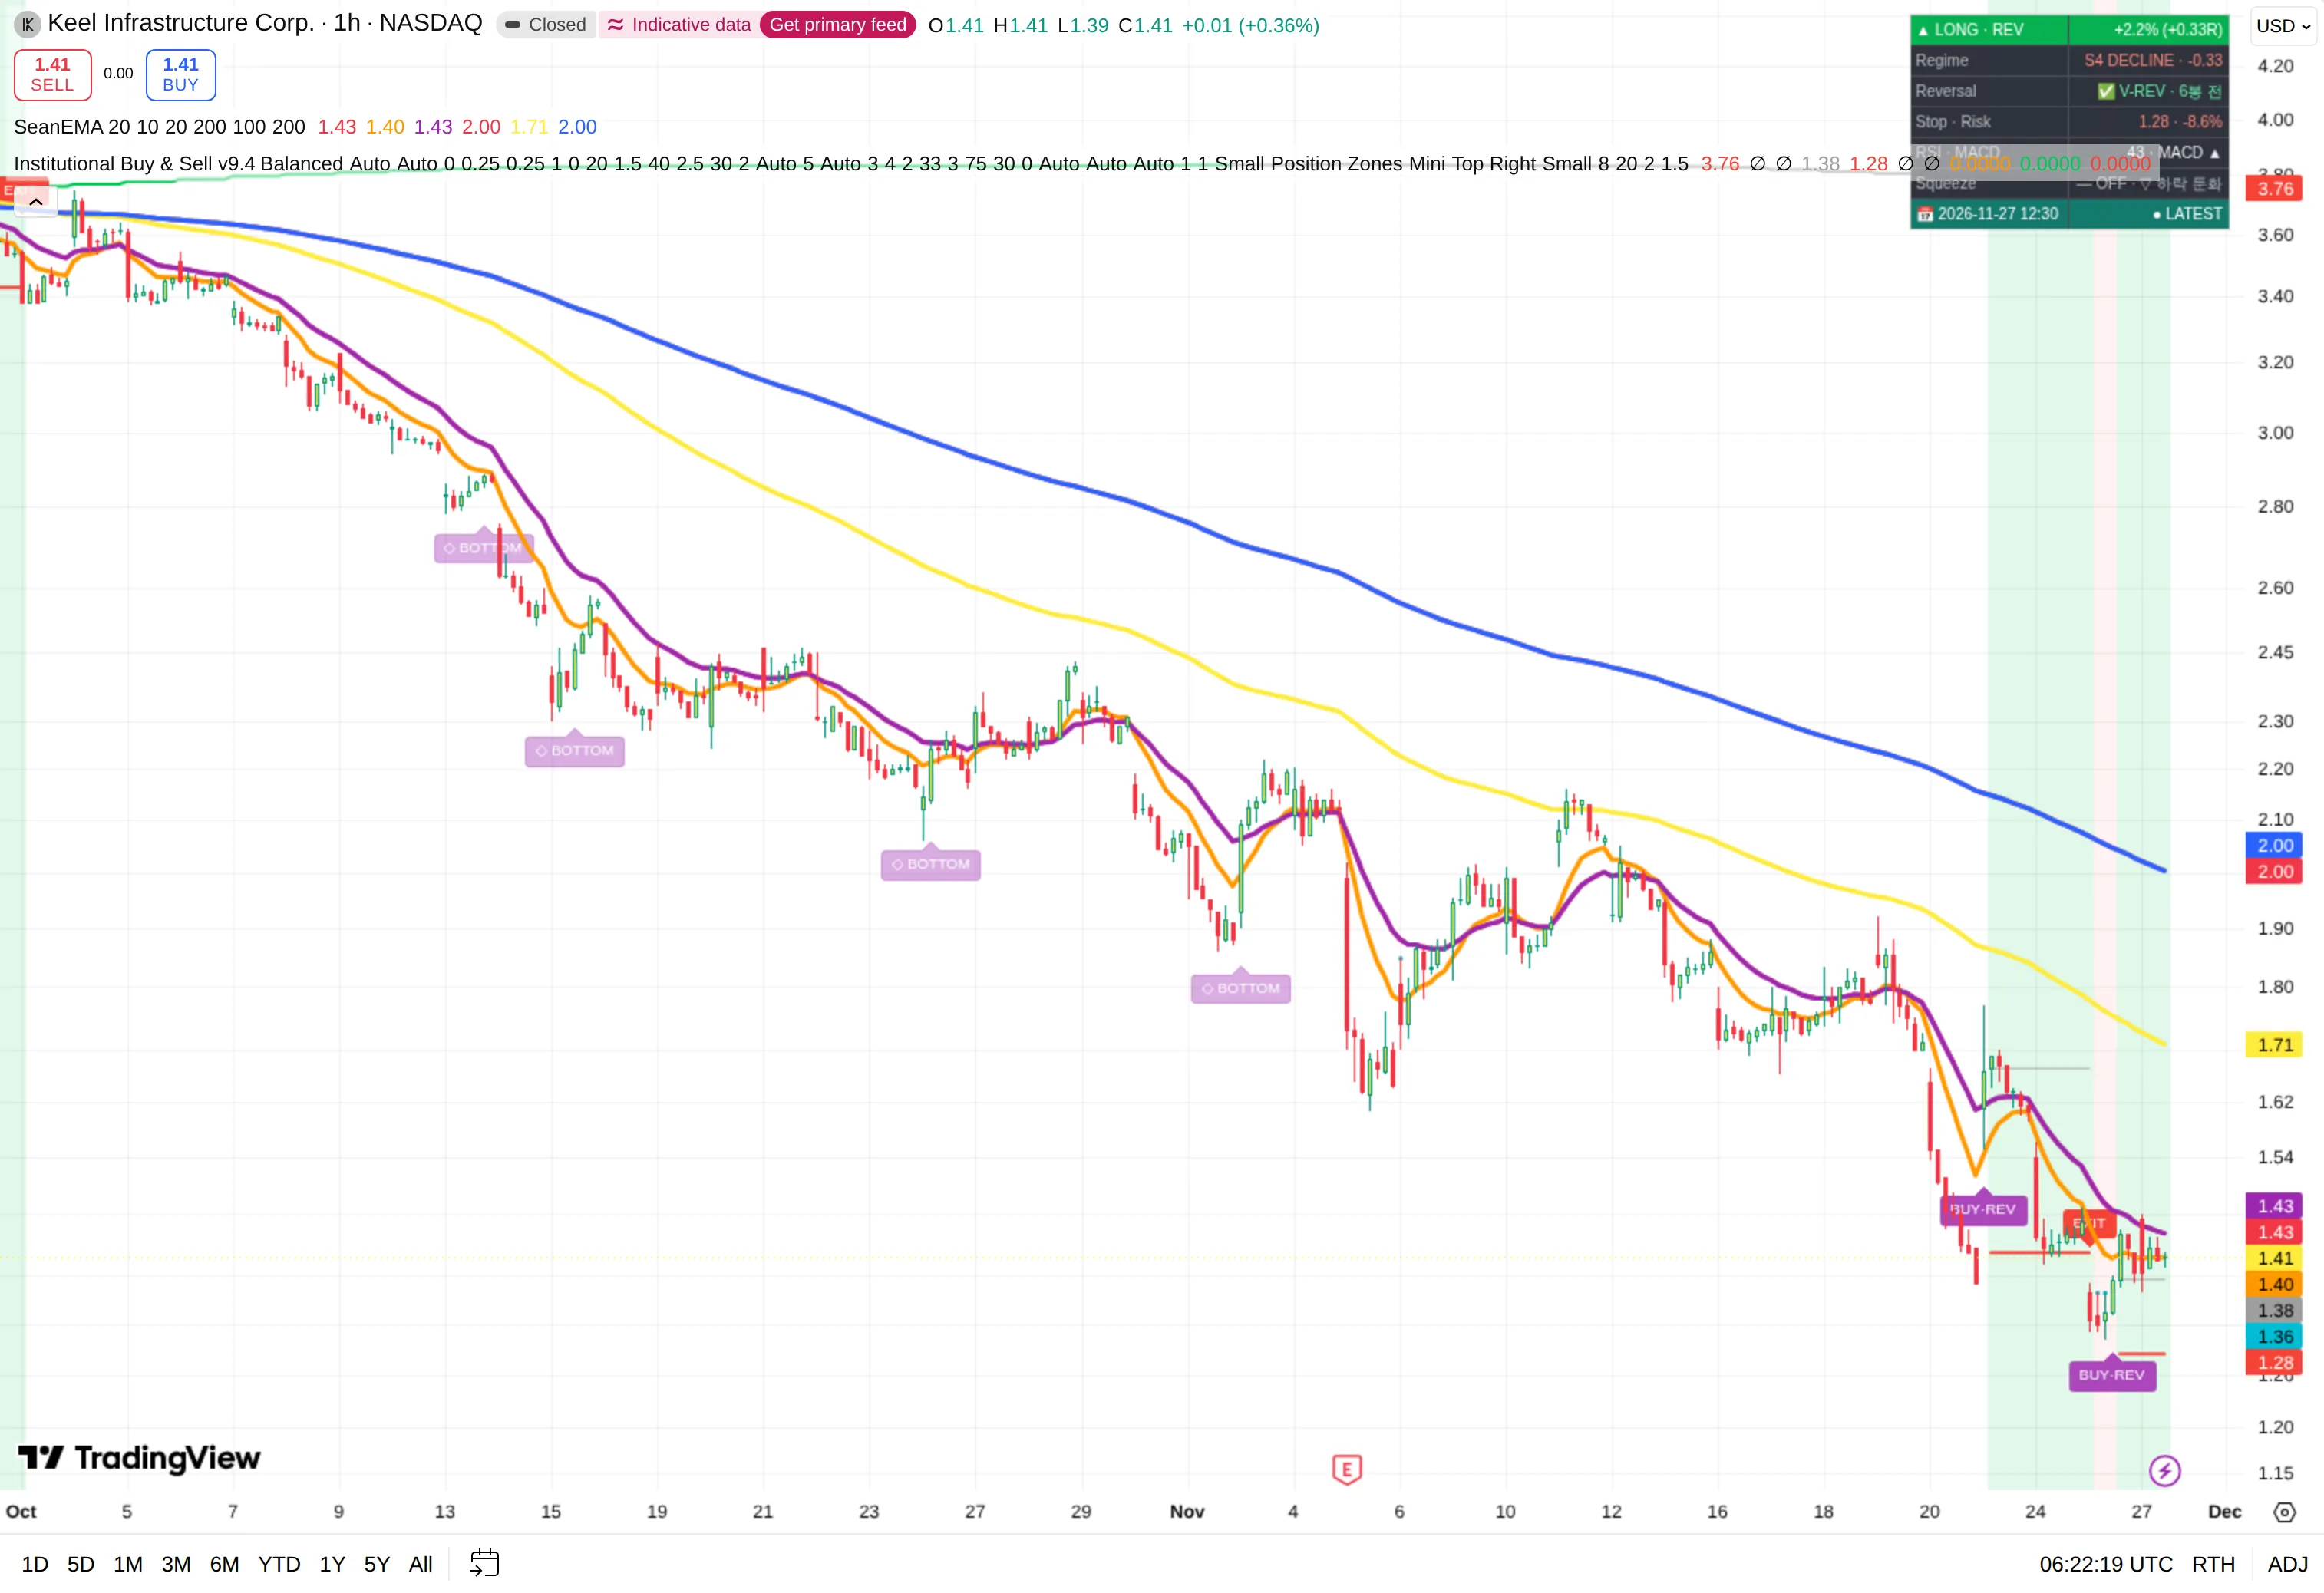 Keel Infrastructure Corp. · 1h · NASDAQ Closed Indicative data Get primary feed O1.41 H1.41 L1.39 C1.41 +0.01 (+0.36%)
1.41 SELL 0.00 1.41 BUY
SeanEMA 20 10 20 200 100 200 1.43 1.40 1.43 2.00 1.71 2.00
Institutional Buy & Sell v9.4 Balanced Auto Auto 0 0.25 0.25 1 0 20 1.5 40 2.5 30 2 Auto 5 Auto 3 4 2 33 3 75 30 0 Auto Auto Auto 1 1 Small Position Zones Mini Top Right Small 8 20 2 1.5 3.76 ∅ ∅ 1.38 1.28 ∅ ∅ 0.0000 0.0000 0.0000
▲ LONG · REV +2.2% (+0.33R)
Regime S4 DECLINE · -0.33
Reversal ✅ V-REV · 6봉 전
Stop · Risk 1.28 · -8.6%
RSI · MACD 43 · MACD ▲
Squeeze — OFF · ▽ 하락 둔화
📅 2026-11-27 12:30 ● LATEST
USD
4.20
4.00
3.80
3.76
3.60
3.40
3.20
3.00
2.80
2.60
2.45
2.30
2.20
2.10
2.00
2.00
1.90
1.80
1.71
1.62
1.54
1.43
1.43
1.41
1.40
1.38
1.36
1.28
1.20
1.15
◇ BOTTOM
◇ BOTTOM
◇ BOTTOM
◇ BOTTOM
BUY-REV
EXIT
BUY-REV
TradingView
E
Oct 5 7 9 13 15 19 21 23 27 29 Nov 4 6 10 12 16 18 20 24 27 Dec
1D 5D 1M 3M 6M YTD 1Y 5Y All 06:22:19 UTC RTH ADJ